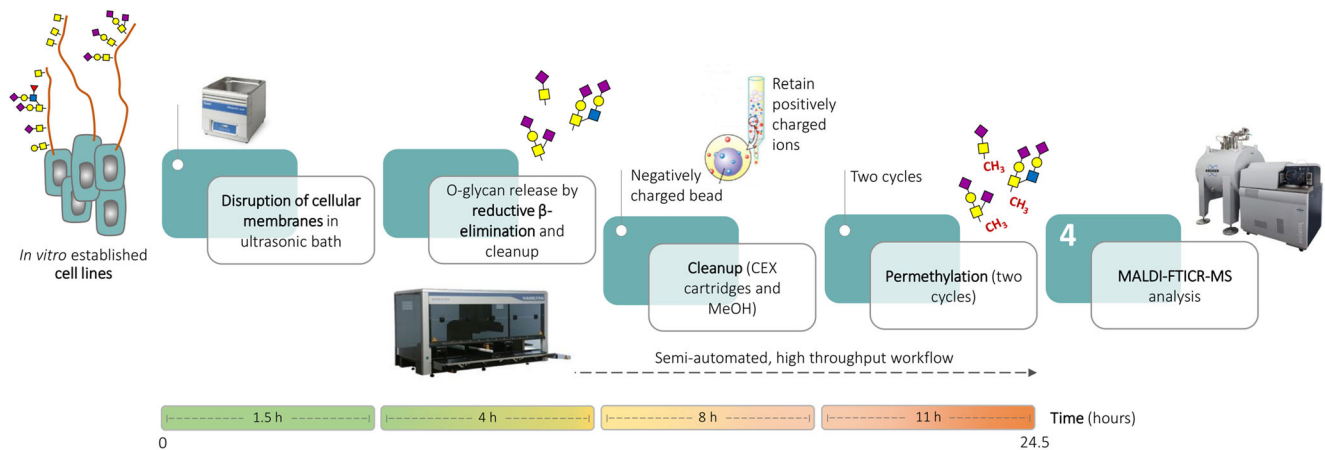 In vitro established
cell lines
Disruption of cellular
membranes in
ultrasonic bath
O-glycan release by
reductive β-
elimination and
cleanup
Negatively
charged bead
Retain
positively
charged
ions
Cleanup (CEX
cartridges and
MeOH)
Two cycles
Permethylation (two
cycles)
CH3
CH3
CH3
4
MALDI-FTICR-MS
analysis
Semi-automated, high throughput workflow
1.5 h
4 h
8 h
11 h
Time (hours)
0
24.5